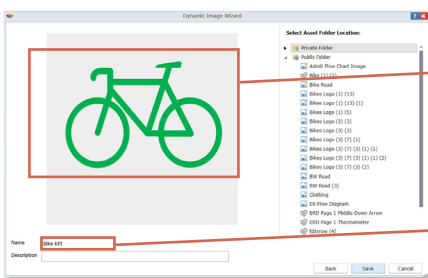 Dynamic Image Wizard
Select Asset Folder Location:
Private Folder
Public Folder
Admit Flow Chart Image
Bike (1) (1)
Bike Road
Bikes Logo (1) (13)
Bikes Logo (1) (13) (1)
Bikes Logo (1) (5)
Bikes Logo (2) (3)
Bikes Logo (3) (3)
Bikes Logo (3) (7) (1)
Bikes Logo (3) (7) (3) (1) (1)
Bikes Logo (3) (7) (3) (1) (1) (2)
Bikes Logo (3) (7) (3) (2)
BW Road
BW Road (3)
Clothing
ER Flow Diagram
ERD Page 1 Middle Down Arrow
ERD Page 1 Thermometer
fdArrow (4)
Name
Bike KPI
Description
Back
Save
Cancel